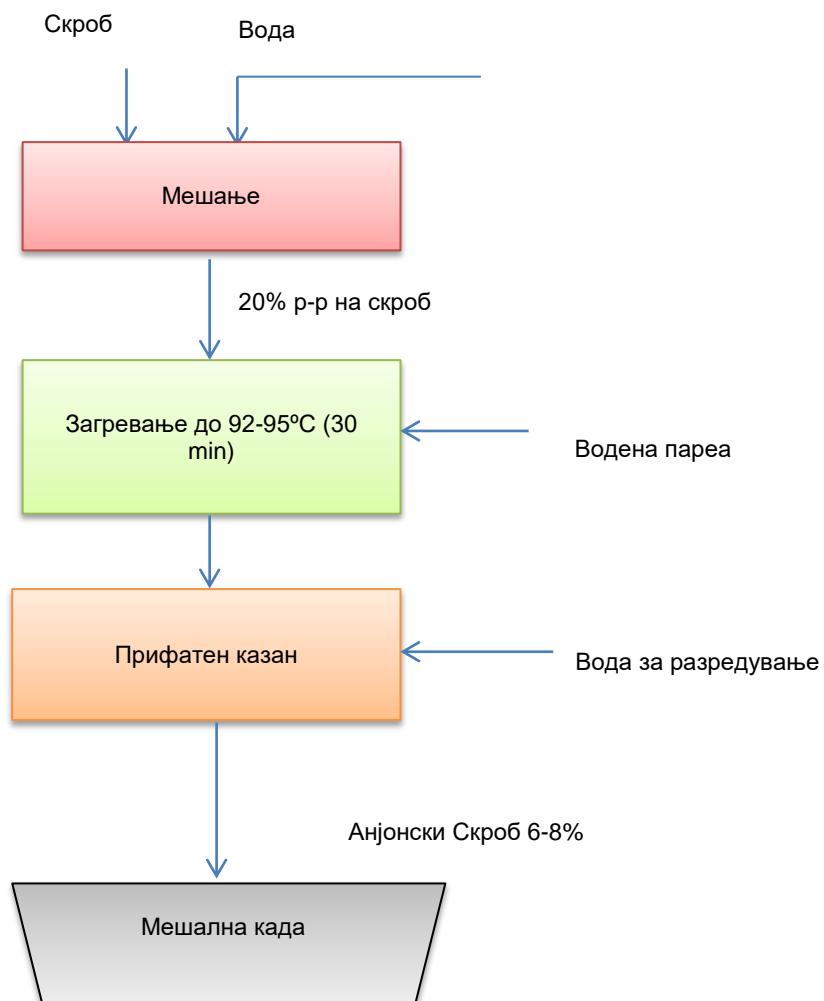 Скроб
Вода
Мешање
20% р-р на скроб
Загревање до 92-95ºС (30
min)
Водена пареа
Прифатен казан
Вода за разредување
Анјонски Скроб 6-8%
Мешална када